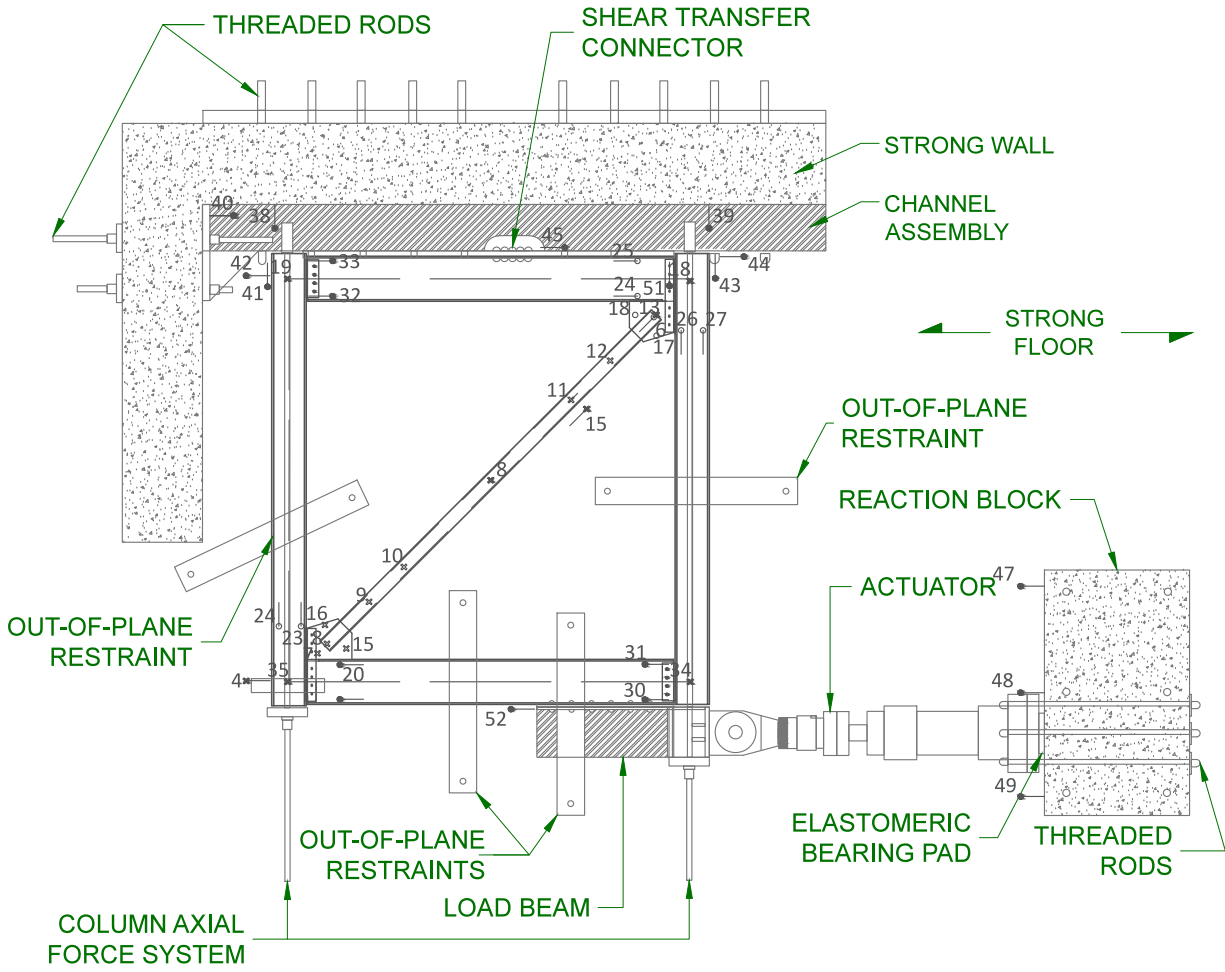 THREADED RODS
SHEAR TRANSFER
CONNECTOR
STRONG WALL
CHANNEL
ASSEMBLY
40
38
39
45
42
19
33
25
18
44
41
32
24
51
43
18
13
6
26
27
17
STRONG
FLOOR
12
11
15
OUT-OF-PLANE
RESTRAINT
8
REACTION BLOCK
10
9
ACTUATOR
47
24
23
16
OUT-OF-PLANE
RESTRAINT
3
15
7
4
35
20
31
34
30
52
48
49
ELASTOMERIC
BEARING PAD
THREADED
RODS
OUT-OF-PLANE
RESTRAINTS
LOAD BEAM
COLUMN AXIAL
FORCE SYSTEM